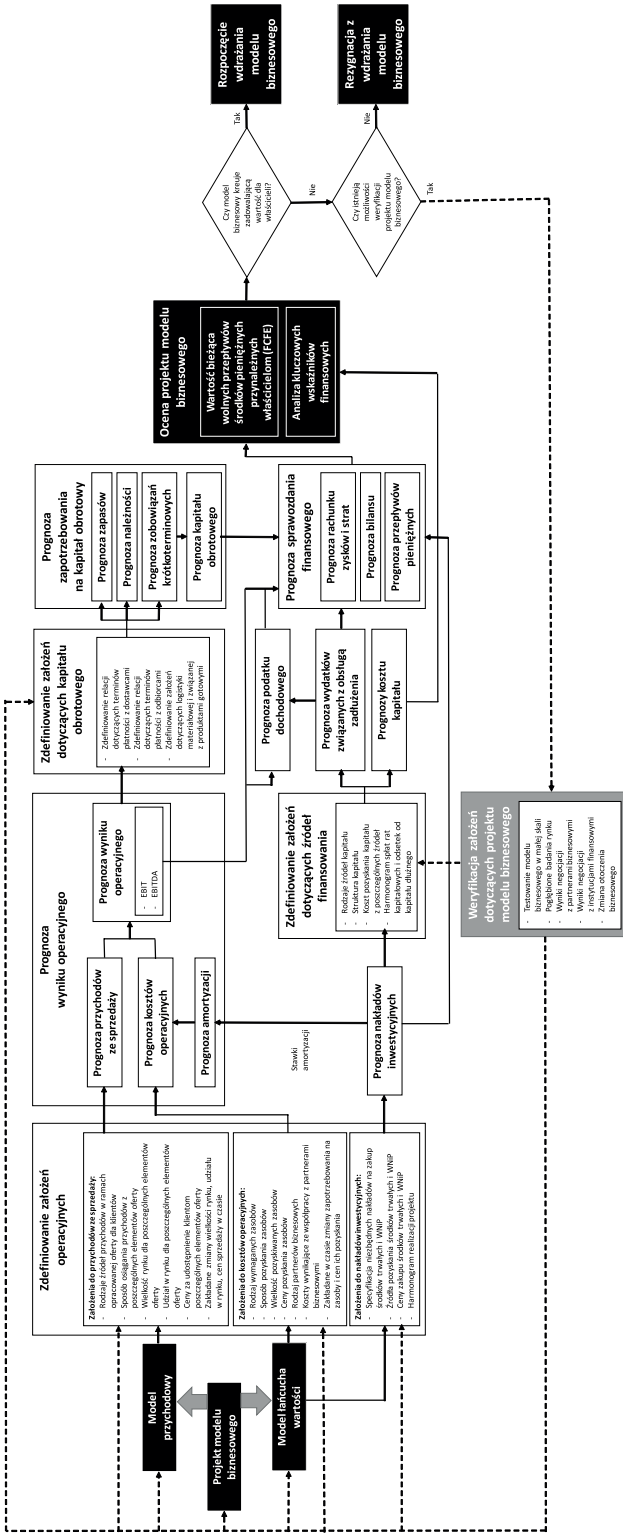 Projekt modelu
biznesowego
Model
przychodowy
Model łańcucha
wartości
Zdefiniowanie założeń
operacyjnych
Założenia do przychodów ze sprzedaży:
- Rodzaje źródeł przychodów w ramach
opracowanej oferty dla klientów
- Sposób osiągania przychodów z
poszczególnych elementów oferty
- Wielkość rynku dla poszczególnych elementów
oferty
- Udział w rynku dla poszczególnych elementów
oferty
- Ceny za udostępnienie klientom
poszczególnych elementów oferty
- Zakładane zmiany wielkości rynku, udziału
w rynku, cen sprzedaży w czasie
Założenia do kosztów operacyjnych:
- Rodzaj wymaganych zasobów
- Sposób pozyskania zasobów
- Wielkość pozyskiwanych zasobów
- Ceny pozyskania zasobów
- Rodzaj partnerów biznesowych
- Koszty wynikające ze współpracy z partnerami
biznesowymi
- Zakładane w czasie zmiany zapotrzebowania na
zasoby i cen ich pozyskania
Założenia do nakładów inwestycyjnych:
- Specyfikacja niezbędnych nakładów na zakup
środków trwałych i WNiP
- Źródła pozyskania środków trwałych i WNiP
- Ceny zakupu środków trwałych i WNiP
- Harmonogram realizacji projektu
Prognoza
wyniku operacyjnego
Prognoza przychodów
ze sprzedaży
Prognoza kosztów
operacyjnych
Prognoza amortyzacji
Stawki
amortyzacji
Prognoza nakładów
inwestycyjnych
Prognoza wyniku
operacyjnego
- EBIT
- EBITDA
Zdefiniowanie założeń
dotyczących źródeł
finansowania
- Rodzaje źródeł kapitału
- Struktura kapitału
- Koszt pozyskania kapitału
z poszczególnych źródeł
- Harmonogram spłat rat
kapitałowych i odsetek od
kapitału dłużnego
Zdefiniowanie założeń
dotyczących kapitału
obrotowego
- Zdefiniowanie relacji
dotyczących terminów
płatności z dostawcami
- Zdefiniowanie relacji
dotyczących terminów
płatności z odbiorcami
- Zdefiniowanie założeń
dotyczących logistyki
materiałowej i związanej
z produktami gotowymi
Prognoza podatku
dochodowego
Prognoza wydatków
związanych z obsługą
zadłużenia
Prognozy kosztu
kapitału
Prognoza
zapotrzebowania
na kapitał obrotowy
Prognoza zapasów
Prognoza należności
Prognoza zobowiązań
krótkoterminowych
Prognoza kapitału
obrotowego
Prognoza sprawozdania
finansowego
Prognoza rachunku
zysków i strat
Prognoza bilansu
Prognoza przepływów
pieniężnych
Ocena projektu modelu
biznesowego
Wartość bieżąca
wolnych przepływów
środków pieniężnych
przynależnych
właścicielom (FCFE)
Analiza kluczowych
wskaźników
finansowych
Czy model
biznesowy kreuje
zadowalającą
wartość dla
właścicieli?
Tak
Nie
Rozpoczęcie
wdrażania
modelu
biznesowego
Czy istnieją
możliwości
weryfikacji
projektu modelu
biznesowego?
Nie
Tak
Rezygnacja z
wdrażania
modelu
biznesowego
Weryfikacja założeń
dotyczących projektu
modelu biznesowego
- Testowanie modelu
biznesowego w małej skali
- Pogłębione badania rynku
- Wyniki negocjacji
z partnerami biznesowymi
- Wyniki negocjacji
z instytucjami finansowymi
- Zmiana otoczenia
biznesowego